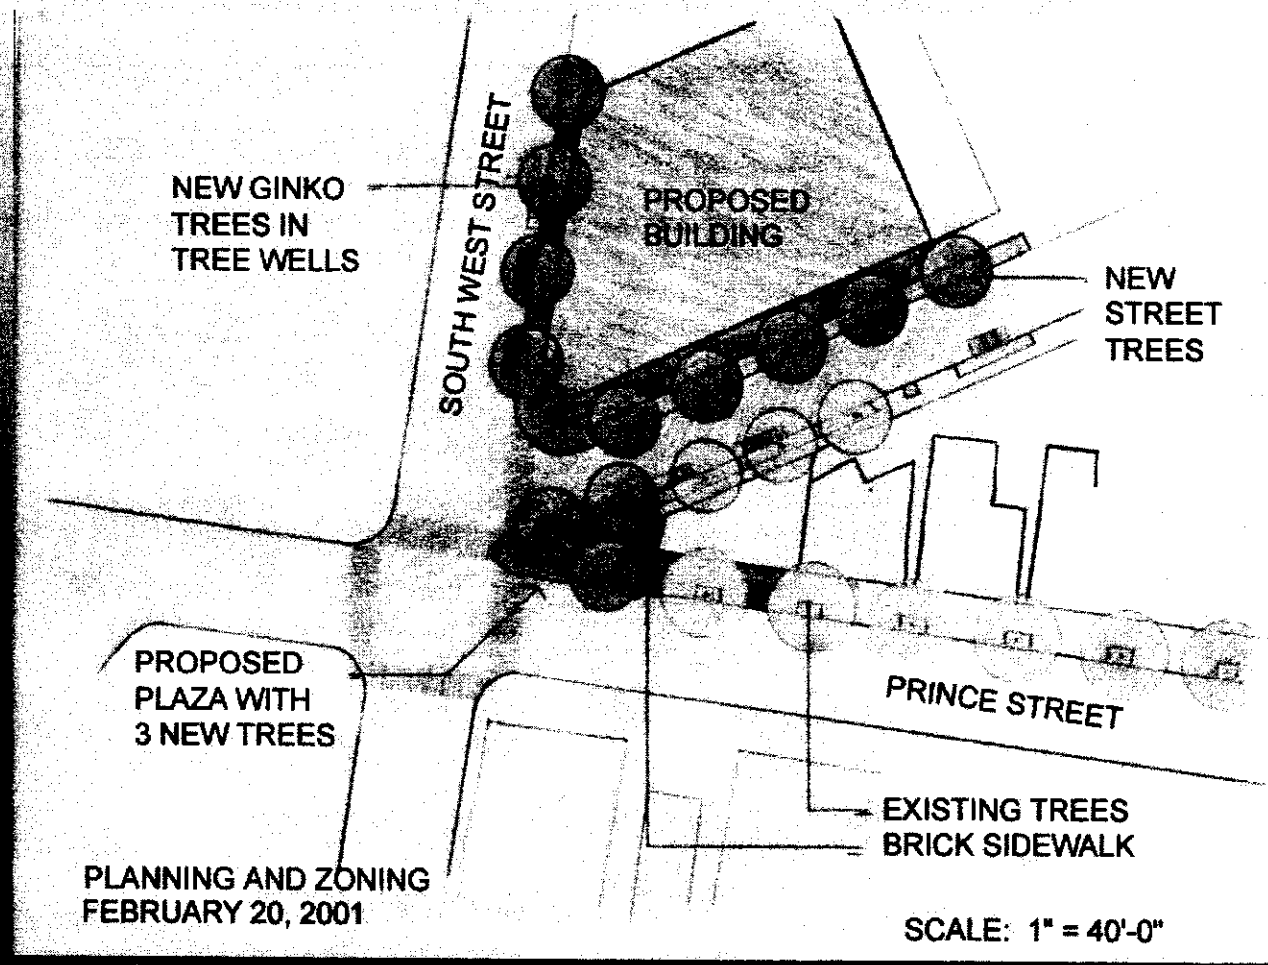 NEW GINKO
TREES IN
TREE WELLS
SOUTH WEST STREET
PROPOSED
BUILDING
NEW
STREET
TREES
PROPOSED
PLAZA WITH
3 NEW TREES
PRINCE STREET
EXISTING TREES
BRICK SIDEWALK
PLANNING AND ZONING
FEBRUARY 20, 2001
SCALE: 1" = 40'-0"